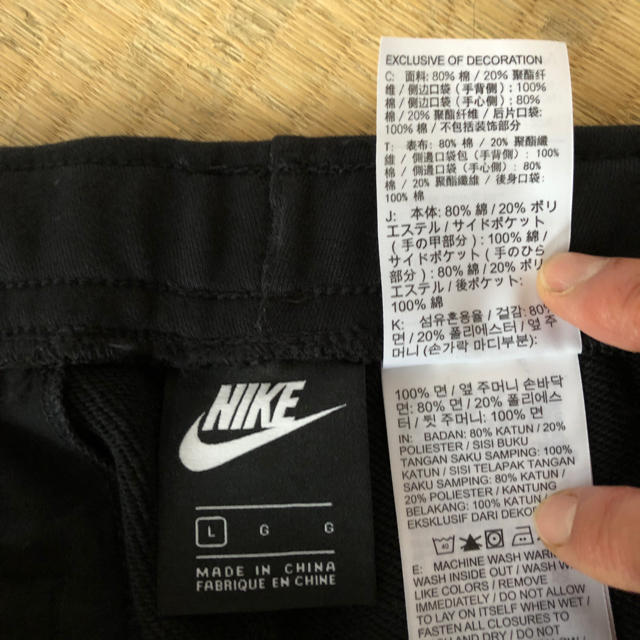 EXCLUSIVE OF DECORATION
C: 面料: 80% 棉 / 20% 聚酯纤
维 / 侧边口袋 (手背侧) : 100%
棉 / 侧边口袋 (手心侧) : 80%
棉 / 20% 聚酯纤维 / 后片口袋:
100% 棉 / 不包括装饰部分
T: 表布: 80% 棉 / 20% 聚酯纖
維 / 側邊口袋包 (手背側) : 100%
棉 / 側邊口袋 (手心側) : 80%
棉 / 20% 聚酯纖維 / 後身口袋:
100% 棉
J: 本体: 80% 綿 / 20% ポリ
エステル / サイドポケット
(手の甲部分) : 100% 綿 /
サイドポケット (手のひら
部分) : 80% 綿 / 20% ポリ
エステル / 後ポケット:
100% 綿
K: 섬유혼용율 / 겉감: 80%
면 / 20% 폴리에스터 / 옆 주
머니 (손가락 마디부분):
100% 면 / 옆 주머니 손바닥
면: 80% 면 / 20% 폴리에스
터 / 뒷 주머니: 100% 면
IN: BADAN: 80% KATUN / 20%
POLIESTER / SISI BUKU
TANGAN SAKU SAMPING: 100%
KATUN / SISI TELAPAK TANGAN
SAKU SAMPING: 80% KATUN /
20% POLIESTER / KANTUNG
BELAKANG: 100% KATUN /
EKSKLUSIF DARI
40
E: MACHINE WASH
WASH INSIDE OUT / WASH
LIKE COLORS / REMOVE
IMMEDIATELY / DO NOT ALLOW
TO LAY ON ITSELF WHEN WET /
FASTEN ALL CLOSURES TO
NIKE
L G G
MADE IN CHINA
FABRIQUE EN CHINE